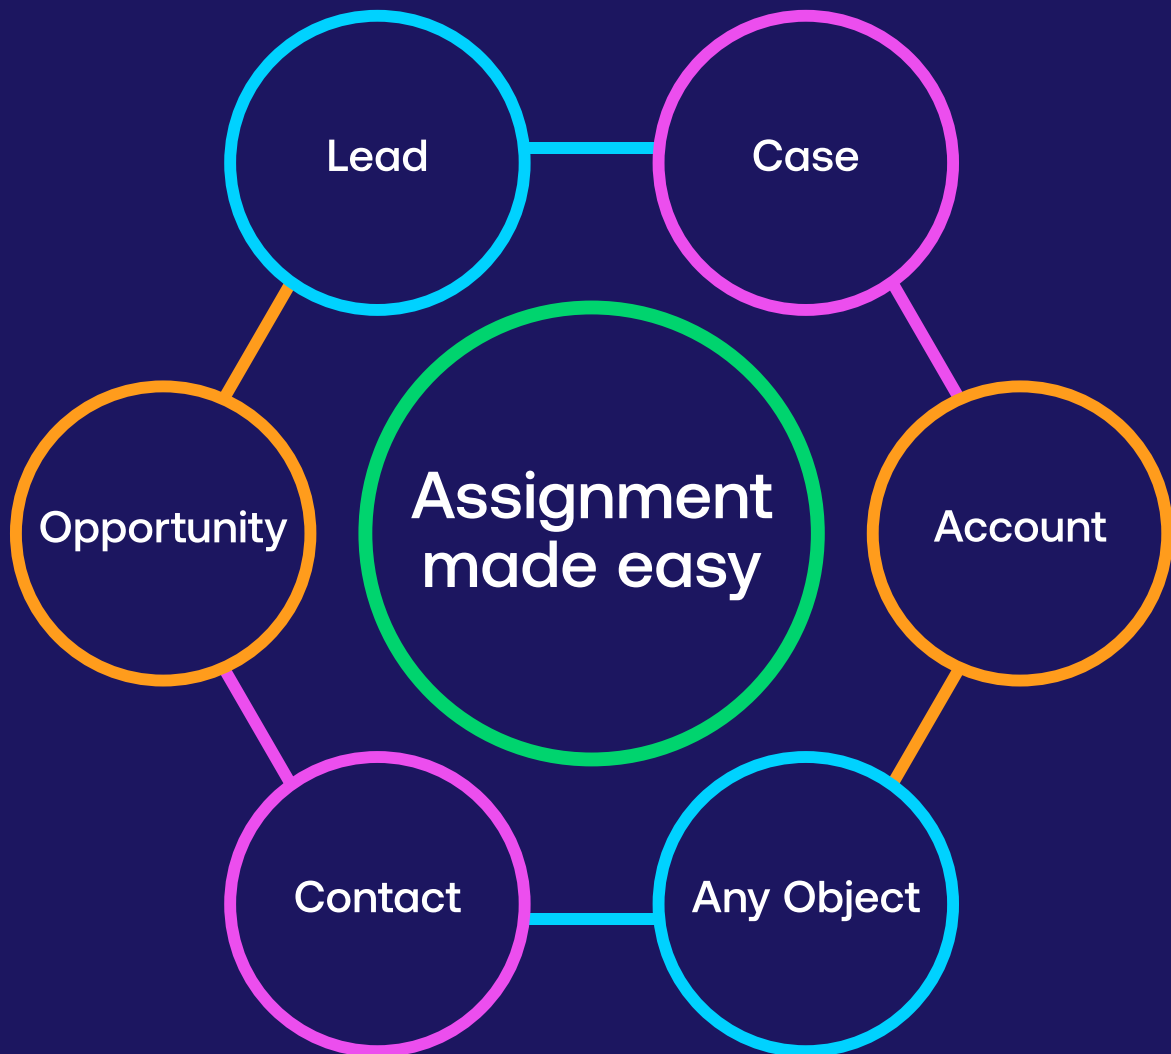 Lead
Case
Assignment
made easy
Opportunity
Account
Contact
Any Object